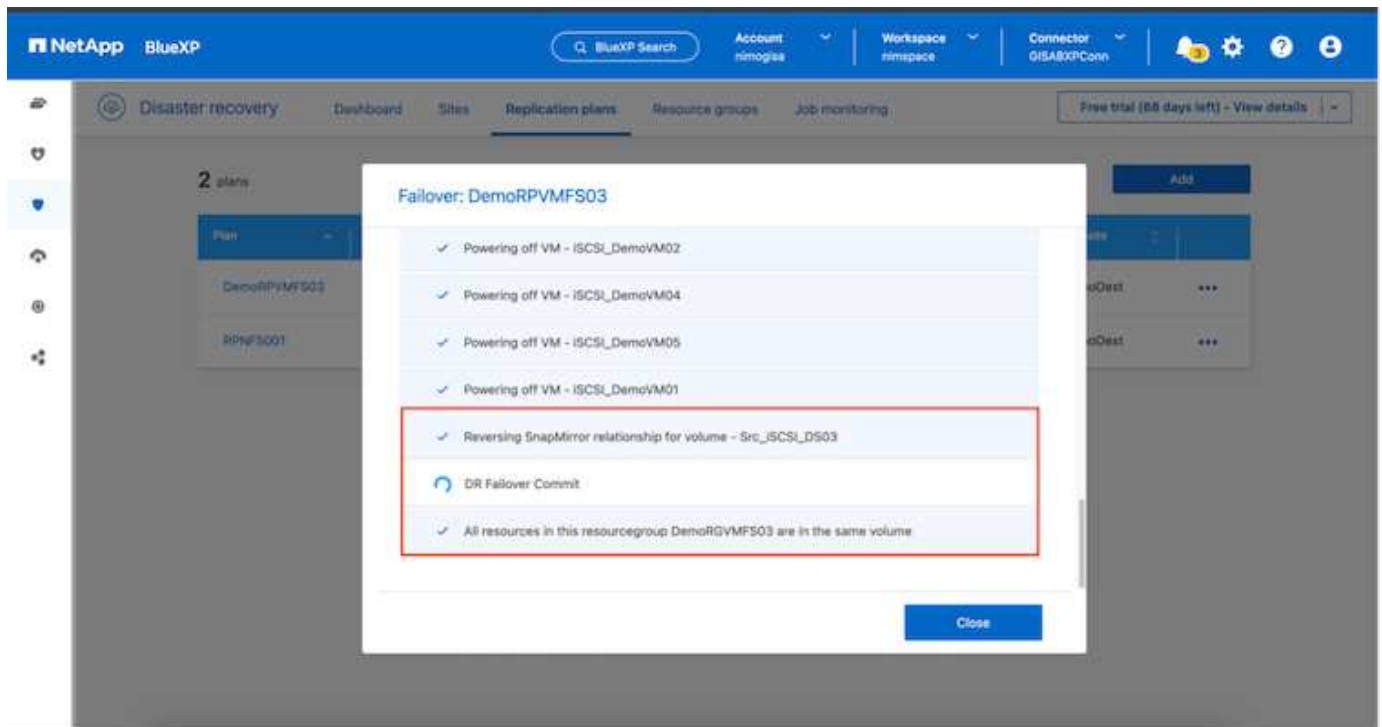 NetApp BlueXP
BlueXP Search
Account
nimogisa
Workspace
nimspace
Connector
GISABXPConn
3
Disaster recovery
Dashboard
Sites
Replication plans
Resource groups
Job monitoring
Free trial (68 days left) - View details
2 plans
Add
Plan
DemoRPVMFS03
RPNFS001
Failover: DemoRPVMFS03
Powering off VM - iSCSI_DemoVM02
Powering off VM - iSCSI_DemoVM04
Powering off VM - iSCSI_DemoVM05
Powering off VM - iSCSI_DemoVM01
Reversing SnapMirror relationship for volume - Src_iSCSI_DS03
DR Failover Commit
All resources in this resourcegroup DemoRGVMFS03 are in the same volume
Close